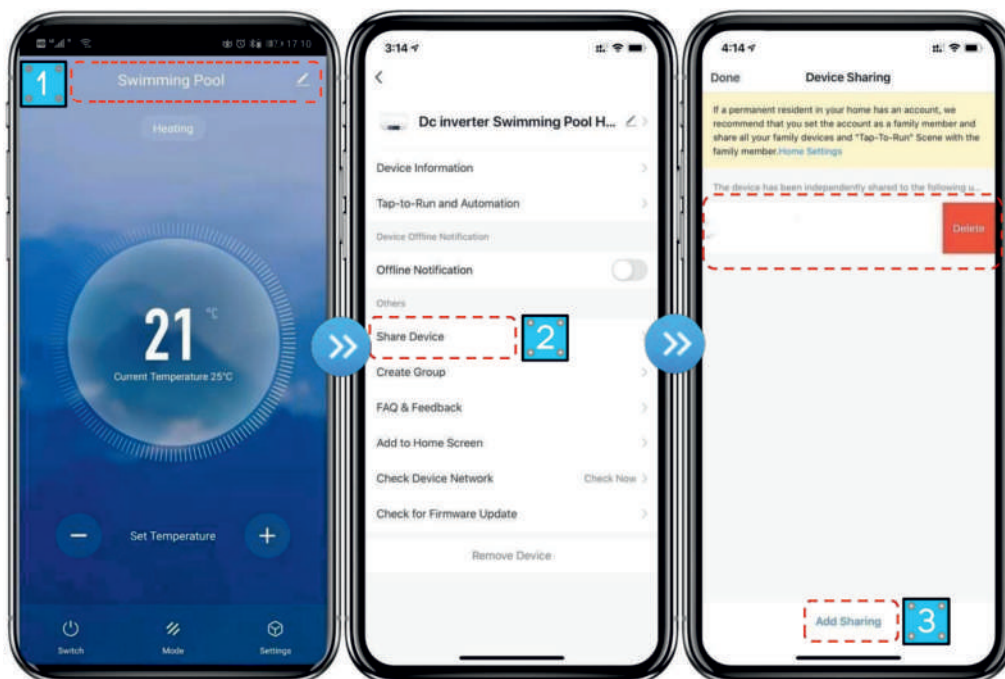 17:10
1
Swimming Pool
Heating
21 °C
Current Temperature 25°C
Set Temperature
Switch
Mode
Settings
3:14
Dc inverter Swimming Pool H...
Device Information
Tap-to-Run and Automation
Device Offline Notification
Offline Notification
Others
Share Device
2
Create Group
FAQ & Feedback
Add to Home Screen
Check Device Network Check Now
Check for Firmware Update
Remove Device
4:14
Done Device Sharing
If a permanent resident in your home has an account, we
recommend that you set the account as a family member and
share all your family devices and "Tap-To-Run" Scene with the
family member.Home Settings
The device has been independently shared to the following u...
Delete
Add Sharing
3